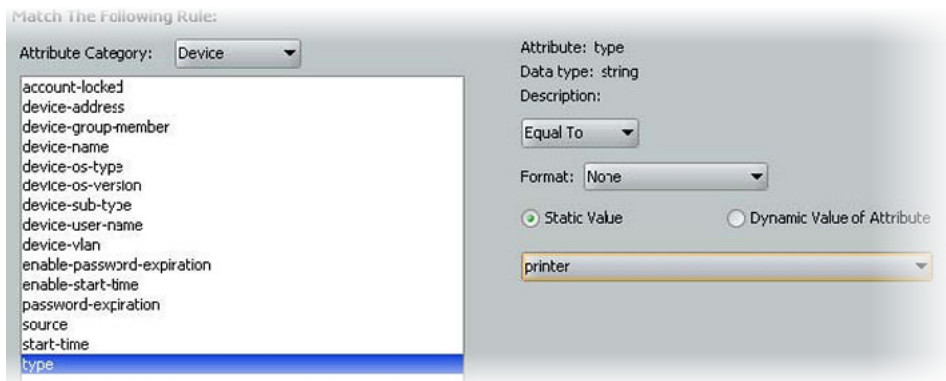 Match The Following Rule:
Attribute Category: Device
account-locked
device-address
device-group-member
device-name
device-os-type
device-os-version
device-sub-type
device-user-name
device-vlan
enable-password-expiration
enable-start-time
password-expiration
source
start-time
type
Attribute: type
Data type: string
Description:
Equal To
Format: None
Static Value Dynamic Value of Attribute
printer